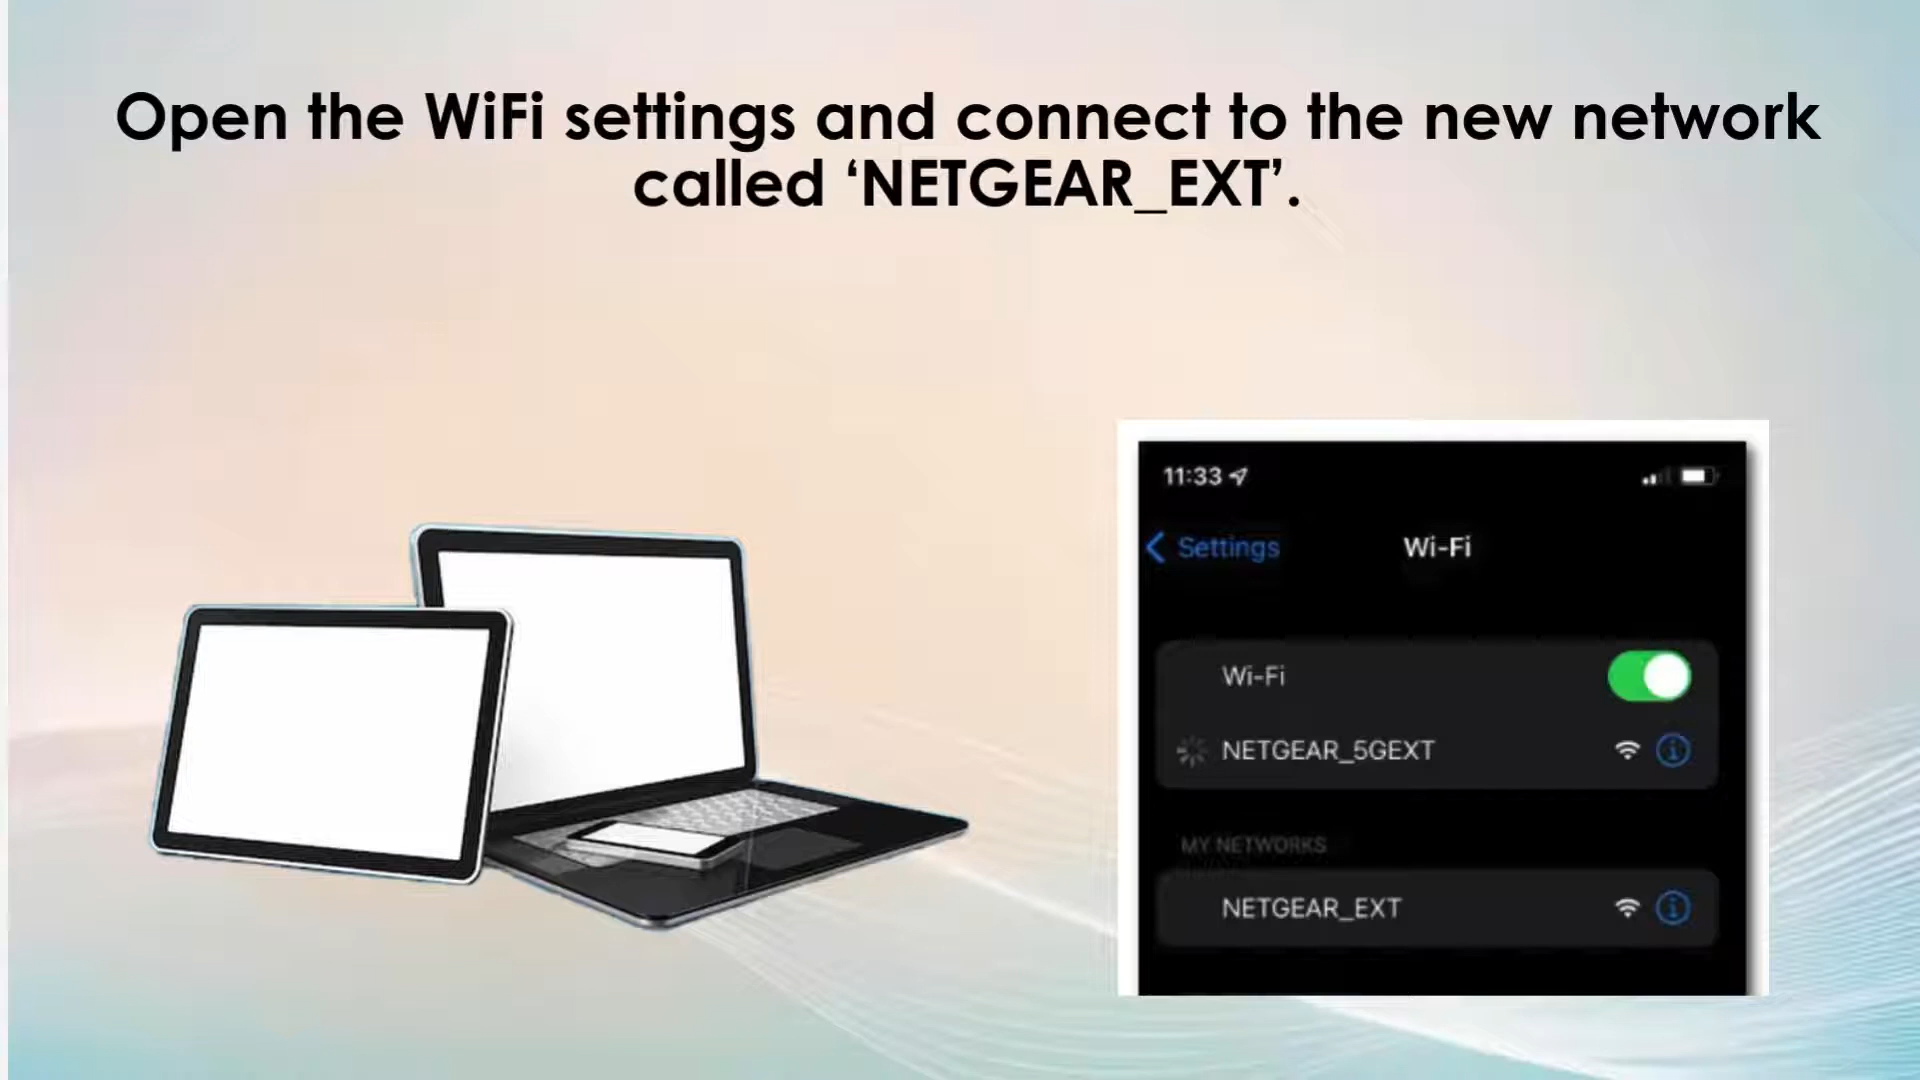 Open the WiFi settings and connect to the new network
called ‘NETGEAR_EXT’.
11:33
Settings
Wi-Fi
Wi-Fi
NETGEAR_5GEXT
MY NETWORKS
NETGEAR_EXT